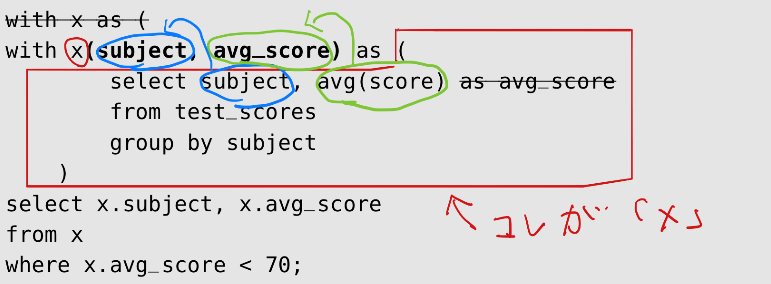 with x as (
with x(subject, avg_score) as (
select subject, avg(score) as avg_score
from test_scores
group by subject
)
select x.subject, x.avg_score
from x
where x.avg_score < 70;
コレが「x」